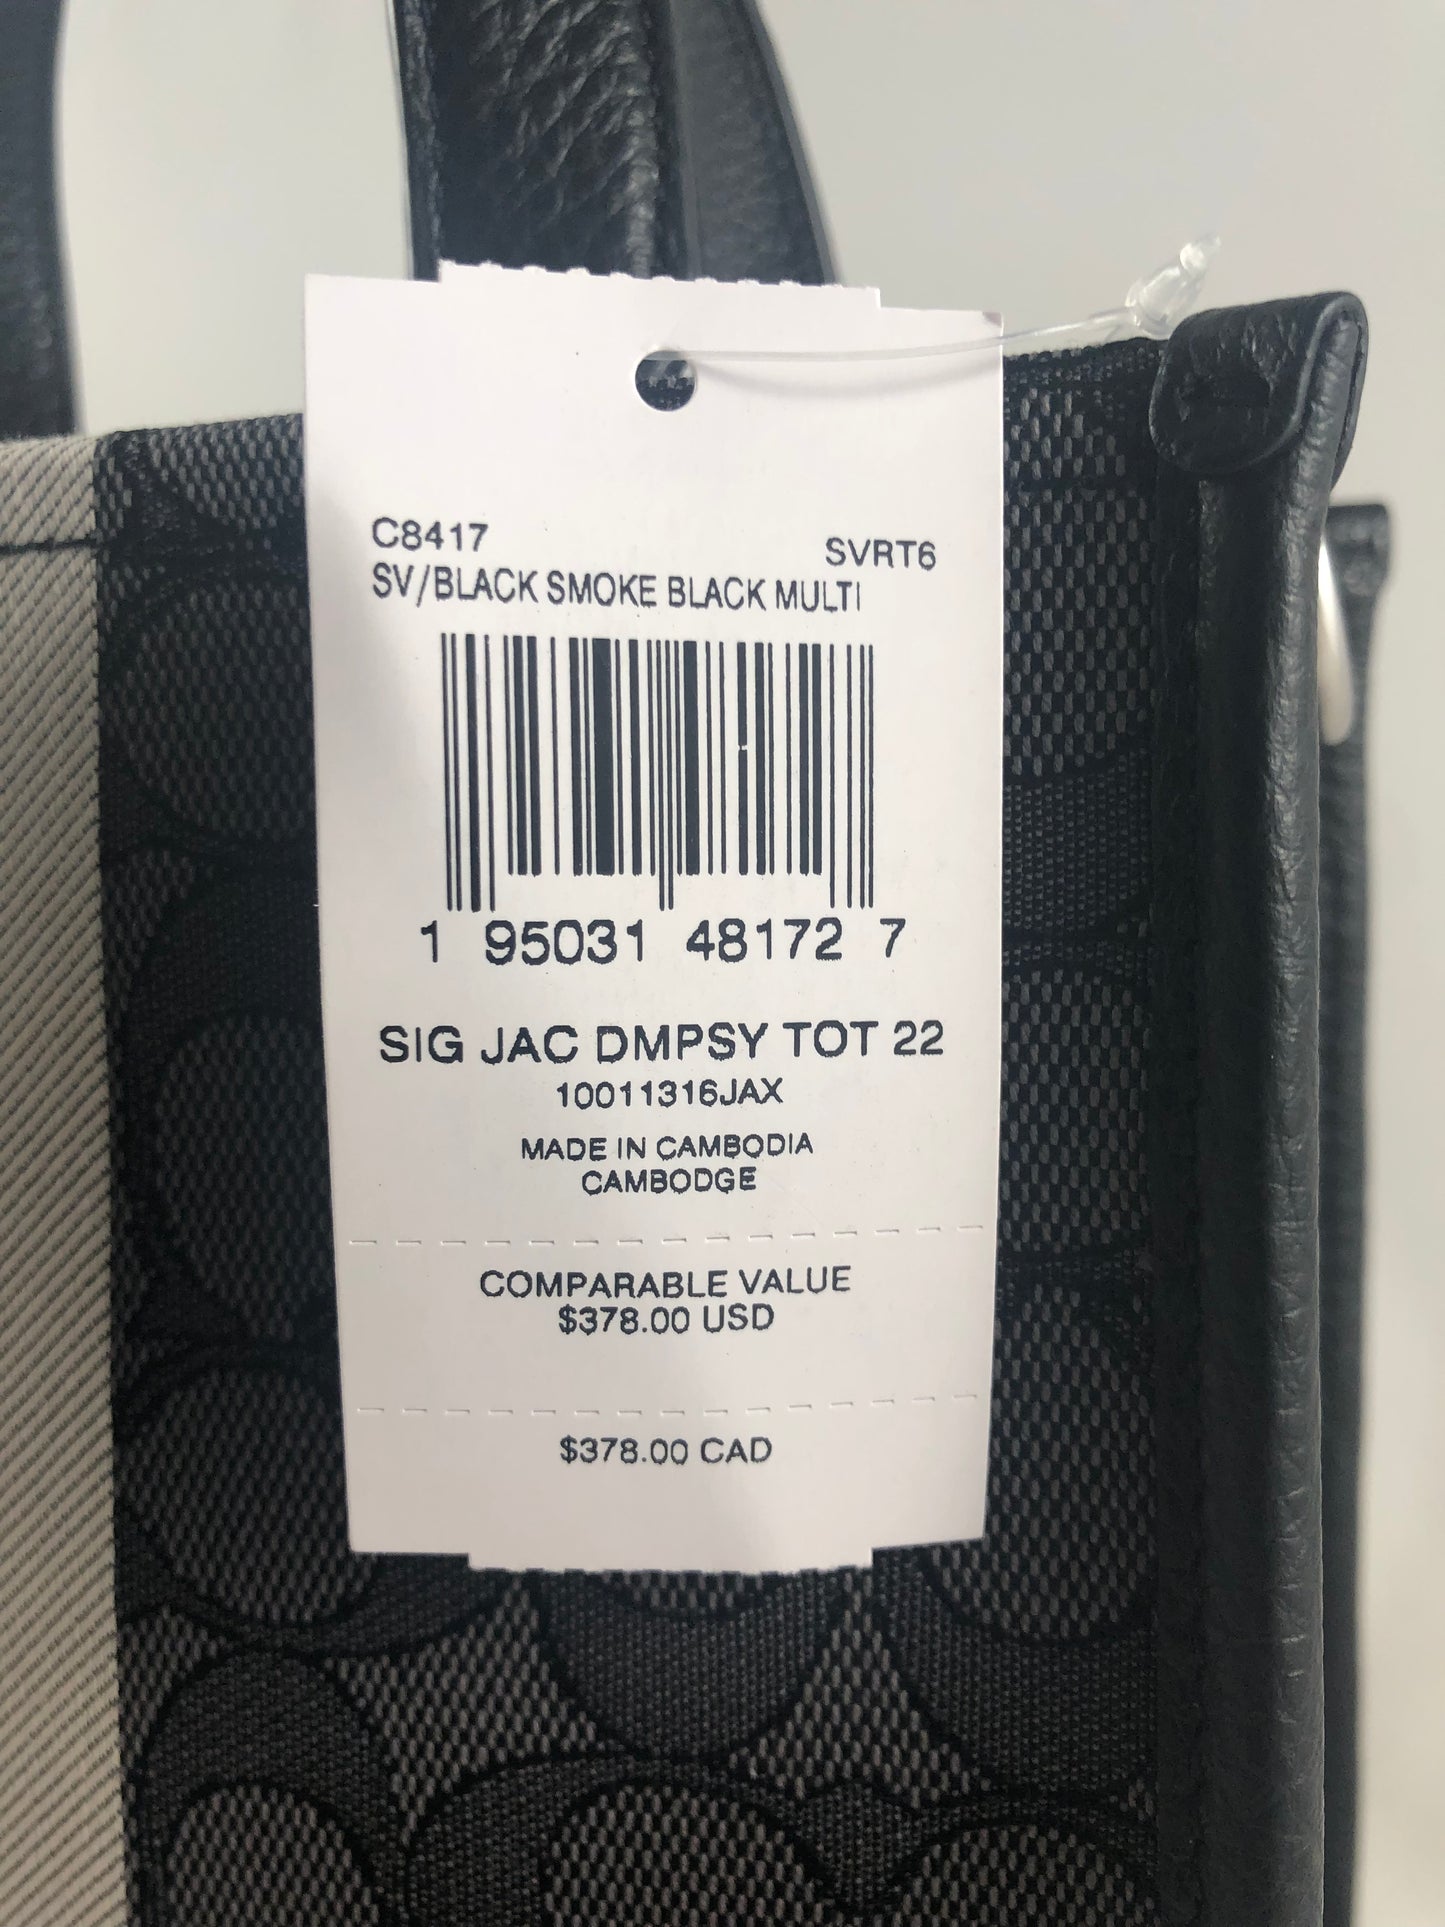 C8417 SVRT6
SV/BLACK SMOKE BLACK MULTI
1 95031 48172 7
SIG JAC DMPSY TOT 22
10011316JAX
MADE IN CAMBODIA
CAMBODGE
COMPARABLE VALUE
$378.00 USD
$378.00 CAD